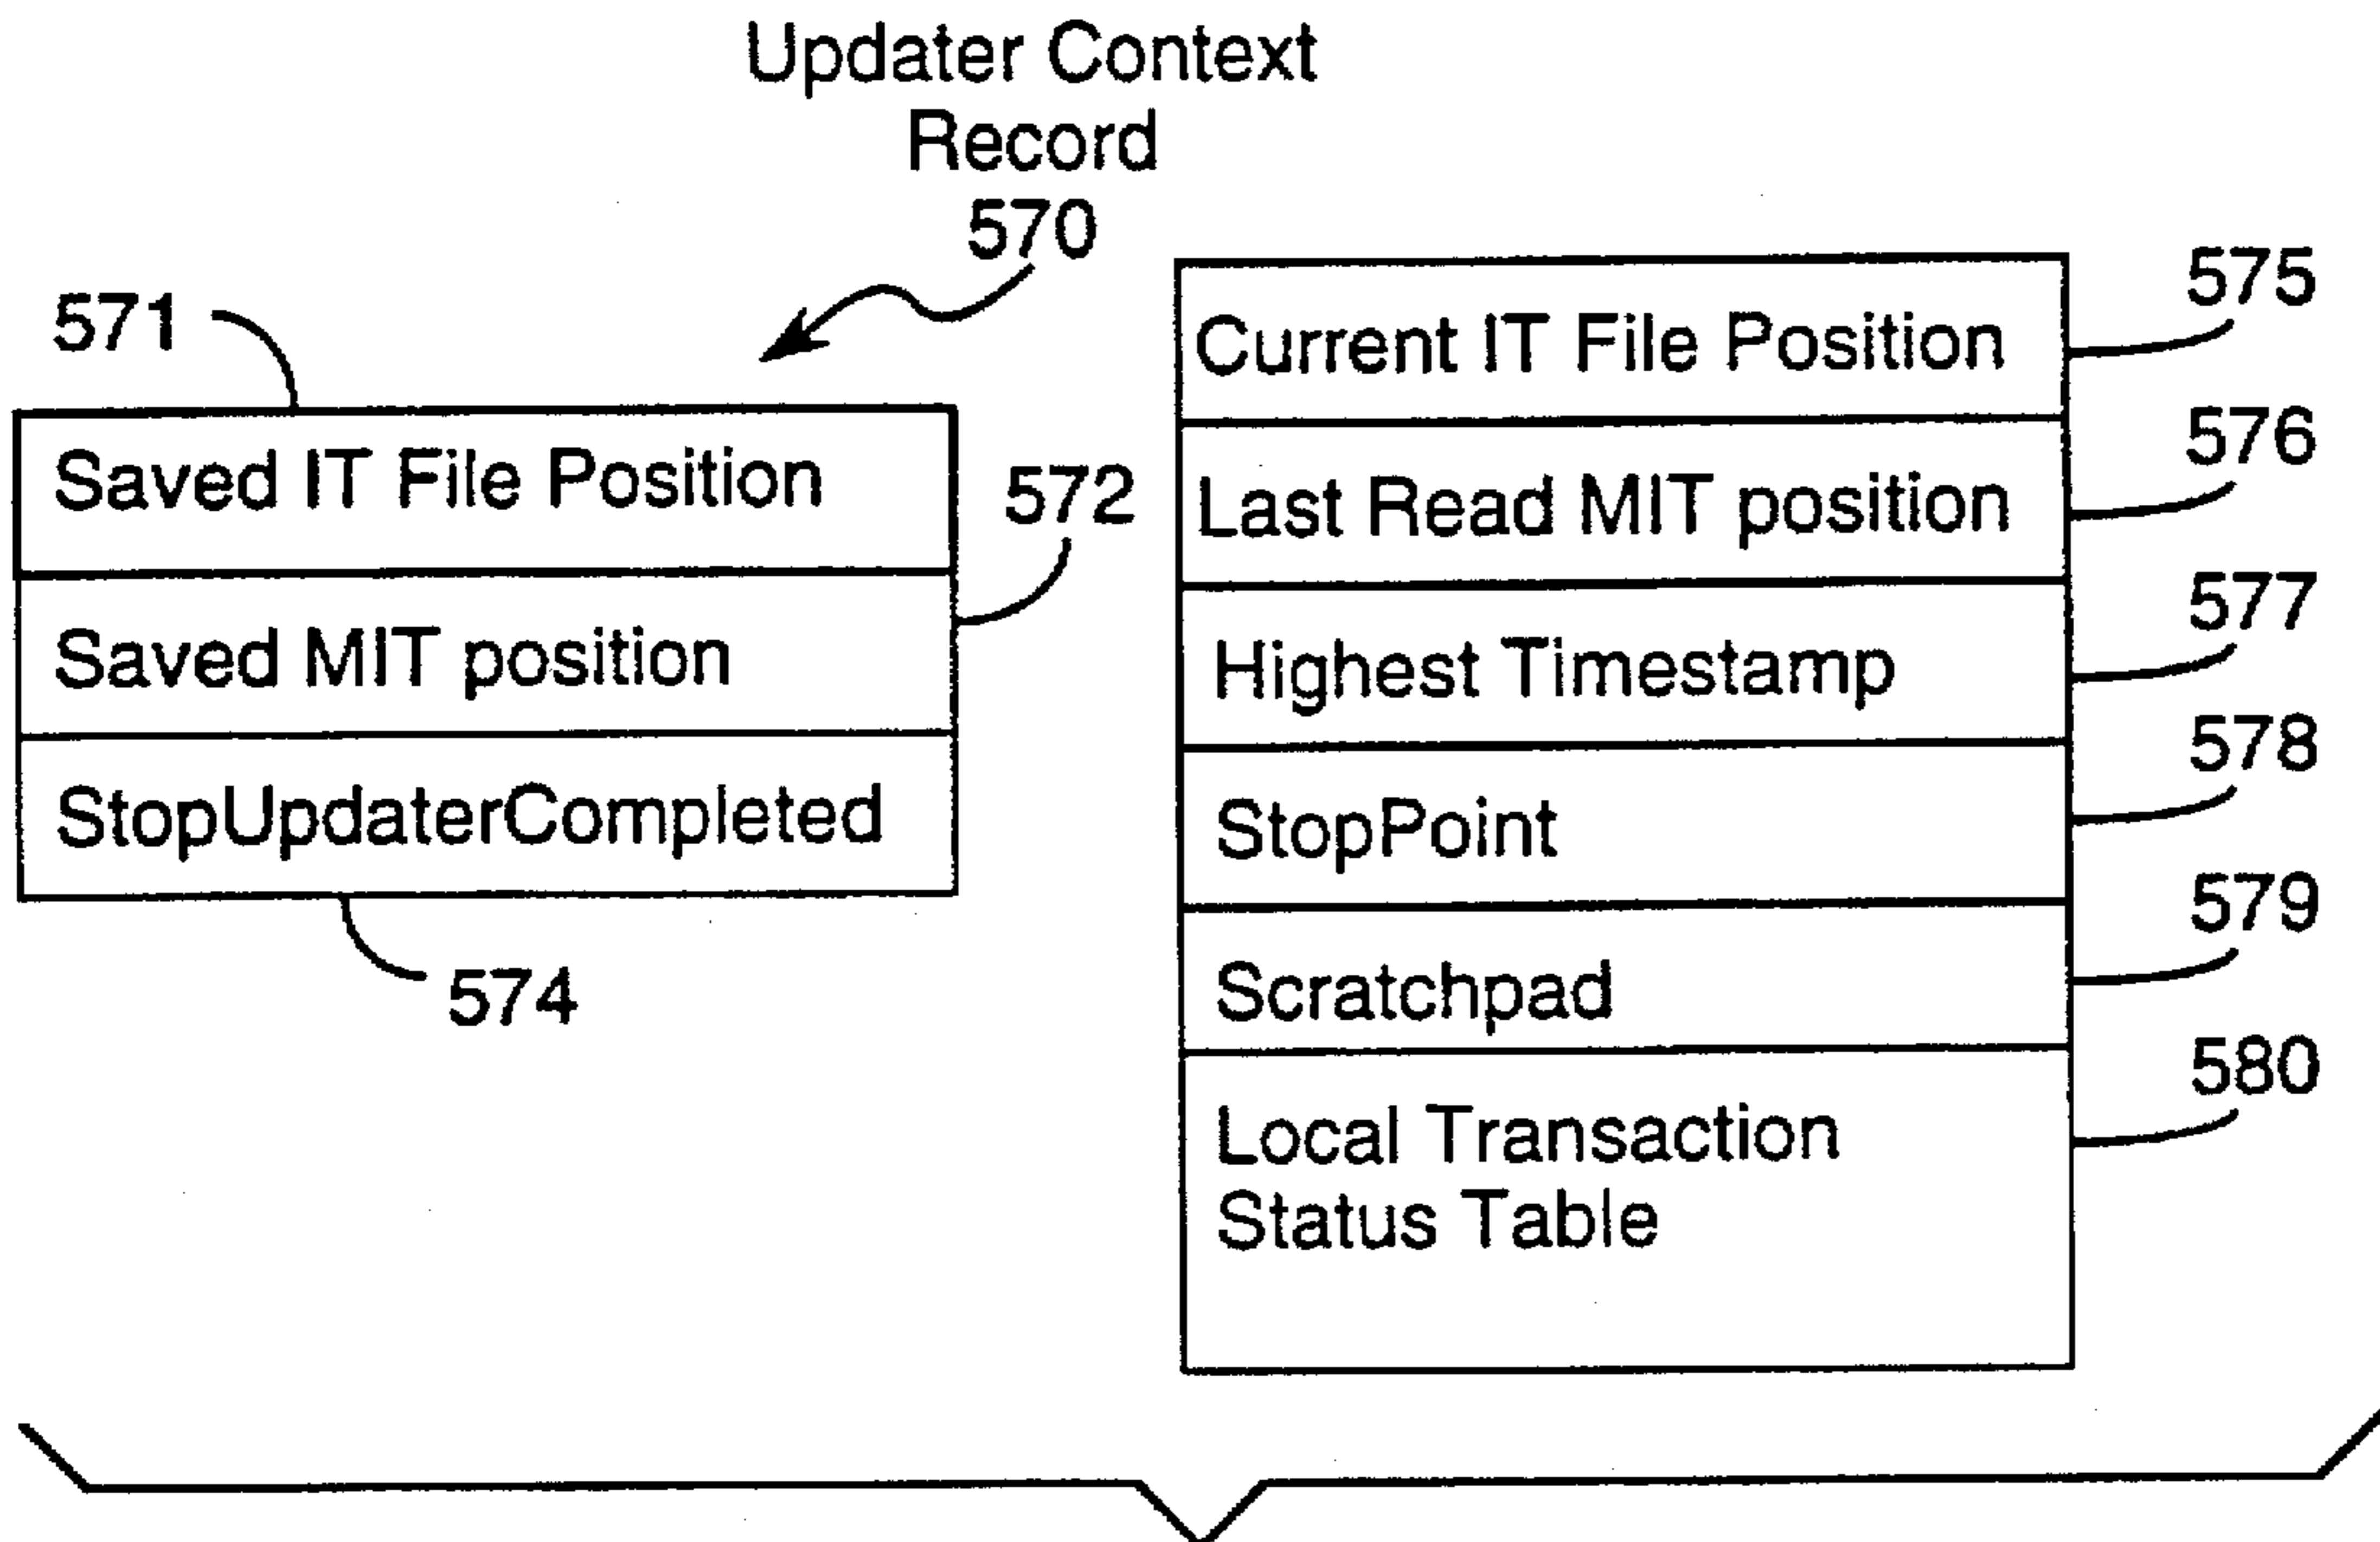 Updater Context
Record
570
571
Saved IT File Position
572
Saved MIT position
StopUpdaterCompleted
574
575
Current IT File Position
576
Last Read MIT position
577
Highest Timestamp
578
StopPoint
579
Scratchpad
580
Local Transaction
Status Table